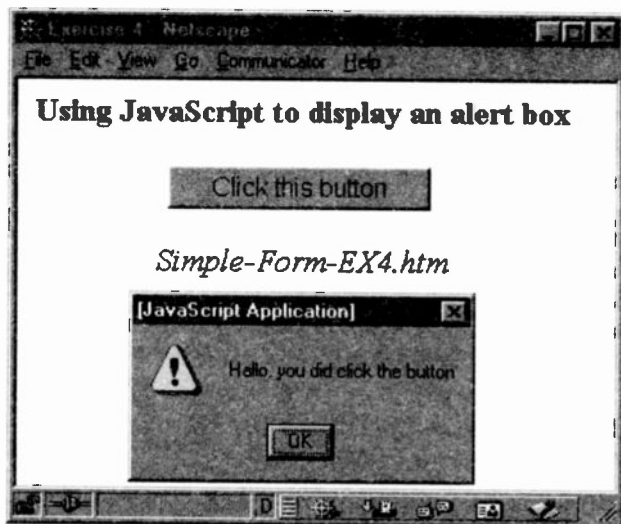 Exercise 4 - Netscape
File Edit View Go Communicator Help
Using JavaScript to display an alert box
Click this button
Simple-Form-EX4.htm
[JavaScript Application]
Hallo, you did click the button
OK